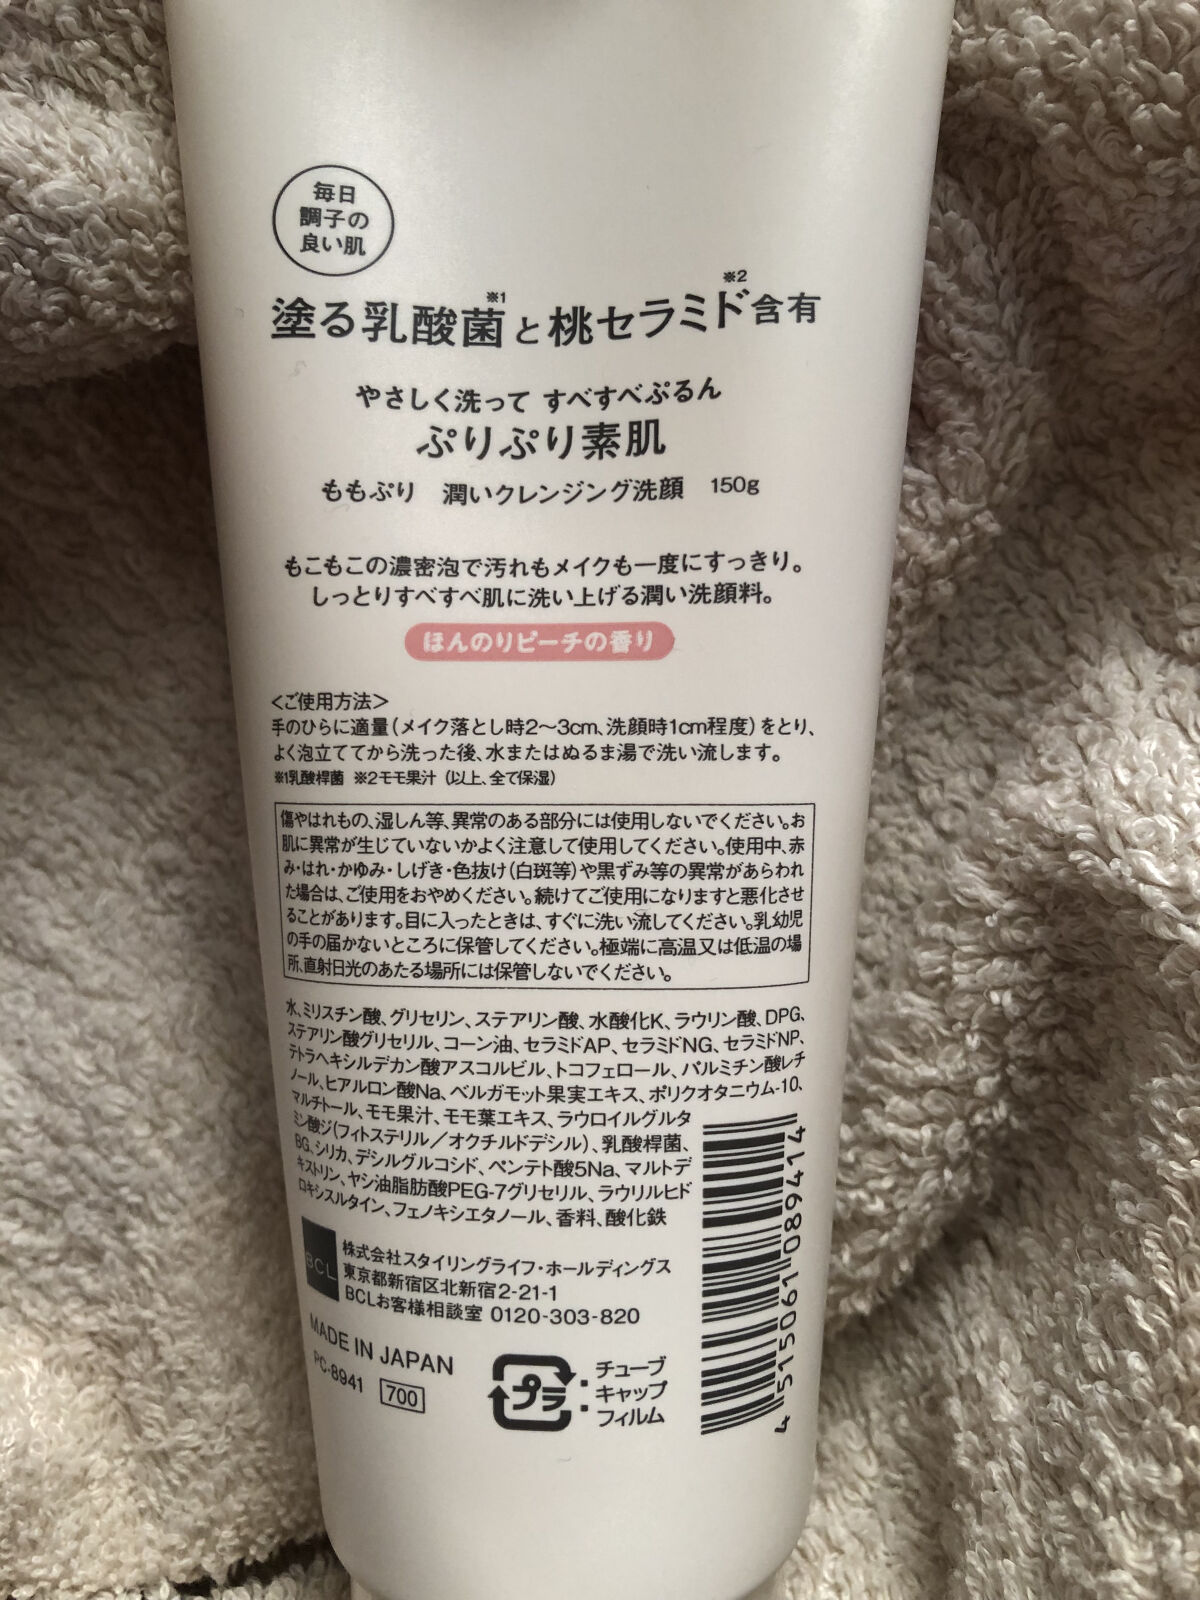 毎日
調子の
良い肌
塗る乳酸菌※1と桃セラミド※2含有
やさしく洗って すべすべぷるん
ぷりぷり素肌
ももぷり 潤いクレンジング洗顔 150g
もこもこの濃密泡で汚れもメイクも一度にすっきり。
しっとりすべすべ肌に洗い上げる潤い洗顔料。
ほんのりピーチの香り
<ご使用方法>
手のひらに適量(メイク落とし時2〜3cm、洗顔時1cm程度)をとり、
よく泡立ててから洗った後、水またはぬるま湯で洗い流します。
※1乳酸桿菌 ※2モモ果汁 (以上、全て保湿)
傷やはれもの、湿しん等、異常のある部分には使用しないでください。お
肌に異常が生じていないかよく注意して使用してください。使用中、赤
み・はれ・かゆみ・しげき・色抜け(白斑等)や黒ずみ等の異常があらわれ
た場合は、ご使用をおやめください。続けてご使用になりますと悪化させ
ることがあります。目に入ったときは、すぐに洗い流してください。乳幼児
の手の届かないところに保管してください。極端に高温又は低温の場
所、直射日光のあたる場所には保管しないでください。
水、ミリスチン酸、グリセリン、ステアリン酸、水酸化K、ラウリン酸、DPG、
ステアリン酸グリセリル、コーン油、セラミドAP、セラミドNG、セラミドNP、
テトラヘキシルデカン酸アスコルビル、トコフェロール、パルミチン酸レチ
ノール、ヒアルロン酸Na、ベルガモット果実エキス、ポリクオタニウム-10、
マルチトール、モモ果汁、モモ葉エキス、ラウロイルグルタ
ミン酸ジ(フィトステリル/オクチルドデシル)、乳酸桿菌、
BG、シリカ、デシルグルコシド、ペンテト酸5Na、マルトデ
キストリン、ヤシ油脂肪酸PEG-7グリセリル、ラウリルヒド
ロキシスルタイン、フェノキシエタノール、香料、酸化鉄
BCL
株式会社スタイリングライフ・ホールディングス
東京都新宿区北新宿2-21-1
BCLお客様相談室 0120-303-820
MADE IN JAPAN
PC-8941 700
プラ
チューブ
キャップ
フィルム
4 515061 089414